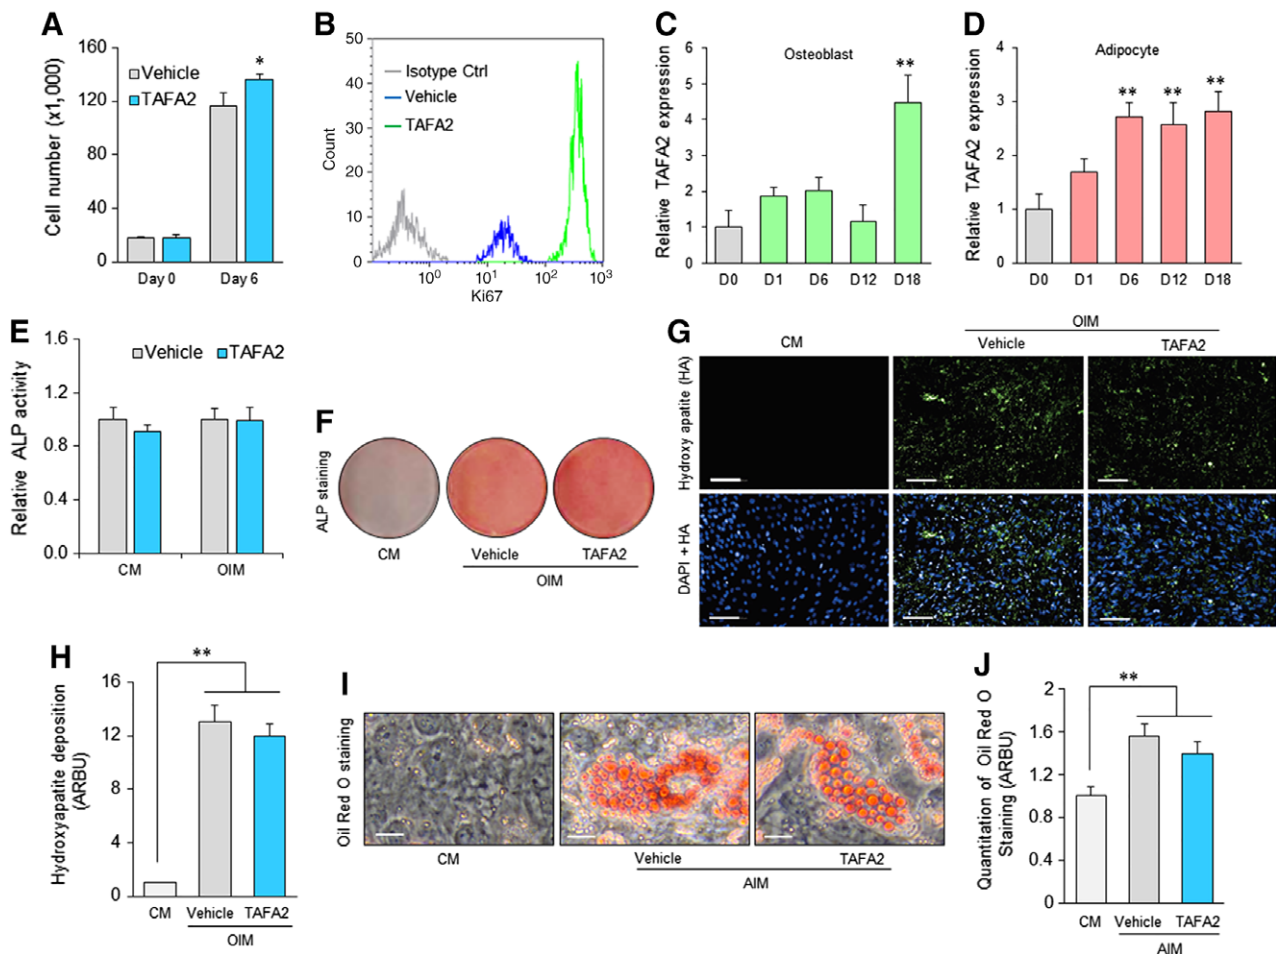 A
Cell number (x1,000)
160
120
80
40
0
Vehicle
TAFA2
*
Day 0
Day 6
B
Count
50
40
30
20
10
0
Isotype Ctrl
Vehicle
TAFA2
10⁰
10¹
10²
10³
Ki67
C
Relative TAFA2 expression
6
5
4
3
2
1
0
Osteoblast
**
D0
D1
D6
D12
D18
D
Relative TAFA2 expression
4
3
2
1
0
Adipocyte
**
**
**
D0
D1
D6
D12
D18
E
Relative ALP activity
1.6
1.2
0.8
0.4
0.0
Vehicle
TAFA2
CM
OIM
F
ALP staining
CM
Vehicle
TAFA2
OIM
G
OIM
CM
Vehicle
TAFA2
Hydroxy apatite (HA)
DAPI + HA
H
Hydroxyapatite deposition
(ARBU)
16
12
8
4
0
**
CM
Vehicle
TAFA2
OIM
I
Oil Red O staining
CM
Vehicle
TAFA2
AIM
J
Quantitation of Oil Red O
Staining (ARBU)
2
1.6
1.2
0.8
0.4
0
**
CM
Vehicle
TAFA2
AIM